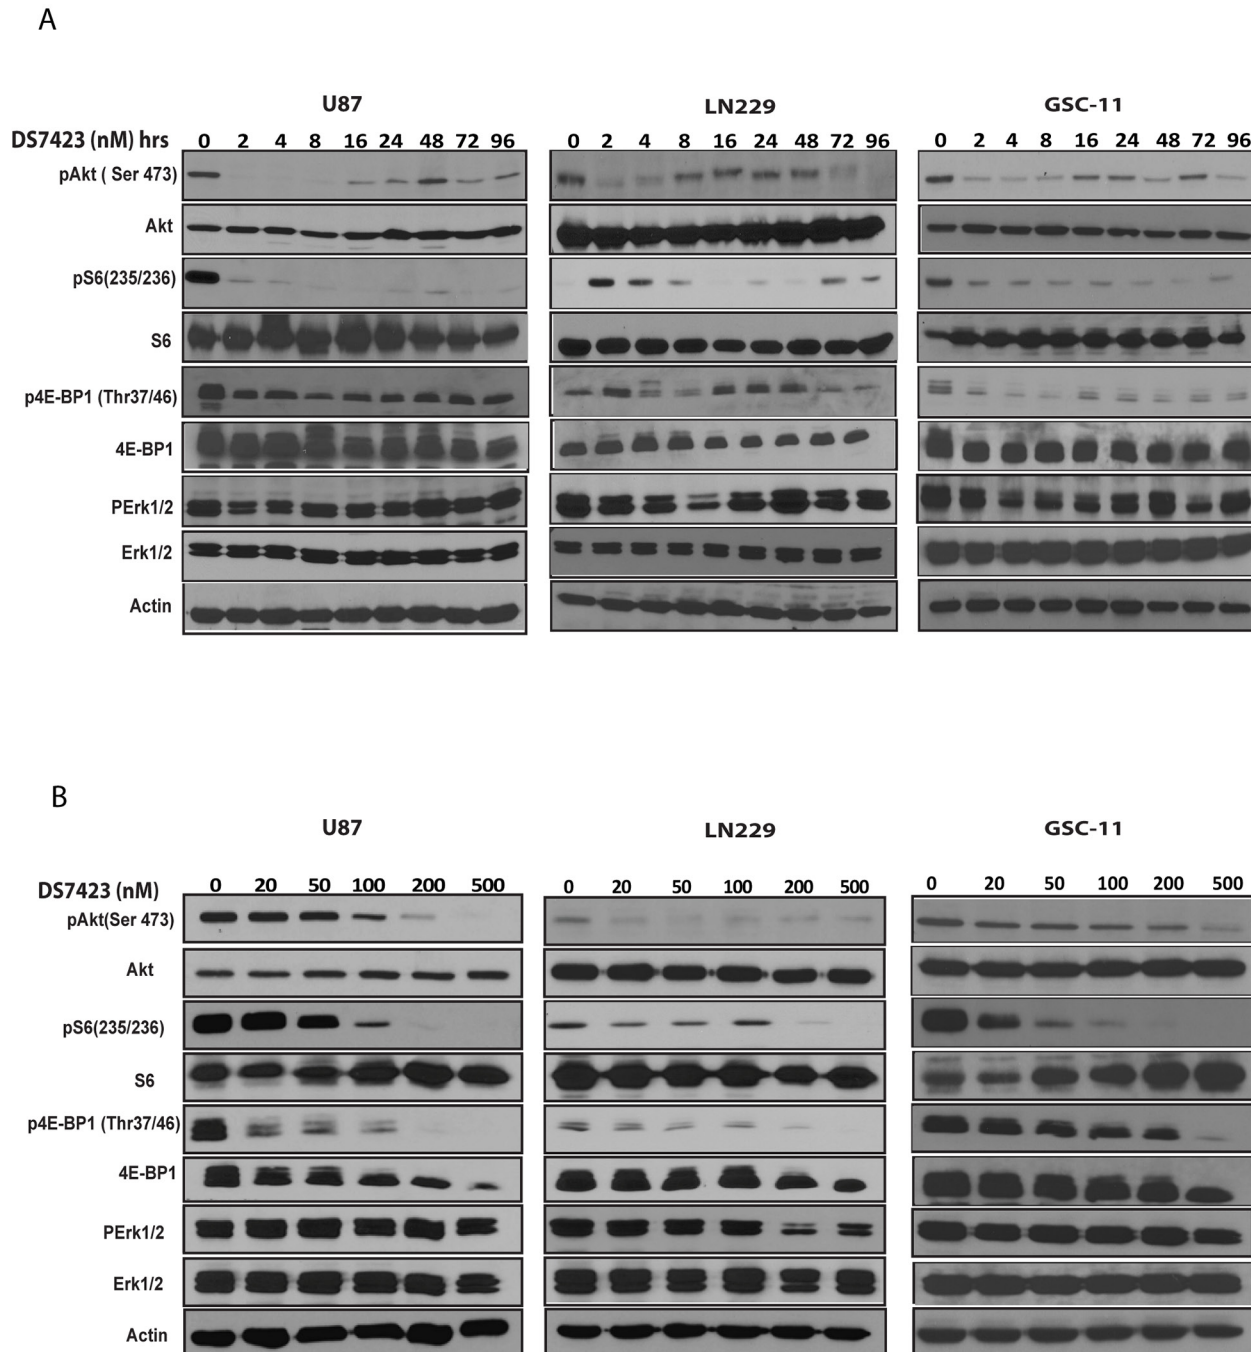 A
U87 LN229 GSC-11
DS7423 (nM) hrs 0 2 4 8 16 24 48 72 96 0 2 4 8 16 24 48 72 96 0 2 4 8 16 24 48 72 96
pAkt ( Ser 473)
Akt
pS6(235/236)
S6
p4E-BP1 (Thr37/46)
4E-BP1
PErk1/2
Erk1/2
Actin
B
U87 LN229 GSC-11
DS7423 (nM) 0 20 50 100 200 500 0 20 50 100 200 500 0 20 50 100 200 500
pAkt(Ser 473)
Akt
pS6(235/236)
S6
p4E-BP1 (Thr37/46)
4E-BP1
PErk1/2
Erk1/2
Actin